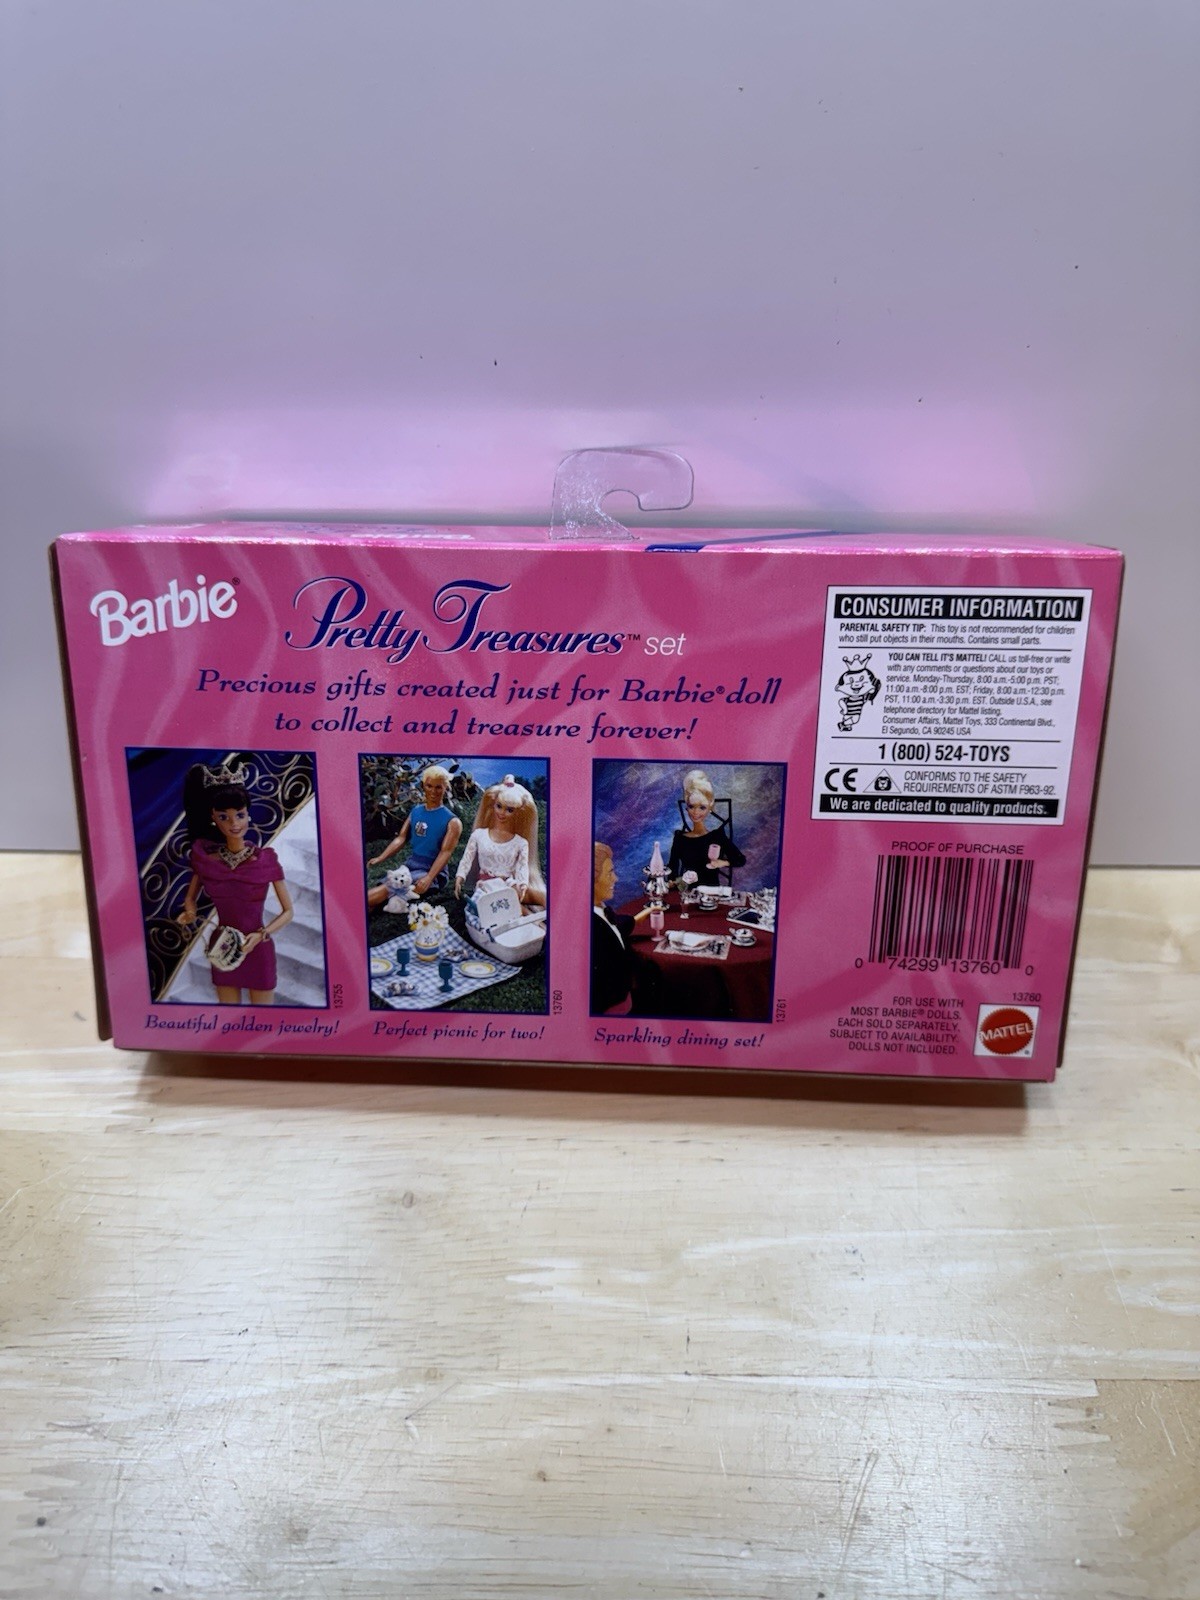 Barbie®
Pretty Treasures™ set
Precious gifts created just for Barbie® doll
to collect and treasure forever!
13755
Beautiful golden jewelry!
13760
Perfect picnic for two!
13761
Sparkling dining set!
CONSUMER INFORMATION
PARENTAL SAFETY TIP: This toy is not recommended for children
who still put objects in their mouths. Contains small parts.
YOU CAN TELL IT'S MATTEL! CALL us toll-free or write
with any comments or questions about our toys or
service. Monday-Thursday, 8:00 a.m.-5:00 p.m. PST;
11:00 a.m.-8:00 p.m. EST; Friday, 8:00 a.m.-12:30 p.m.
PST, 11:00 a.m.-3:30 p.m. EST. Outside U.S.A., see
telephone directory for Mattel listing.
Consumer Affairs, Mattel Toys, 333 Continental Blvd.,
El Segundo, CA 90245 USA
1 (800) 524-TOYS
CE
CONFORMS TO THE SAFETY
REQUIREMENTS OF ASTM F963-92.
We are dedicated to quality products.
PROOF OF PURCHASE
0 74299 13760 0
13760
FOR USE WITH
MOST BARBIE® DOLLS.
EACH SOLD SEPARATELY,
SUBJECT TO AVAILABILITY.
DOLLS NOT INCLUDED.
MATTEL®